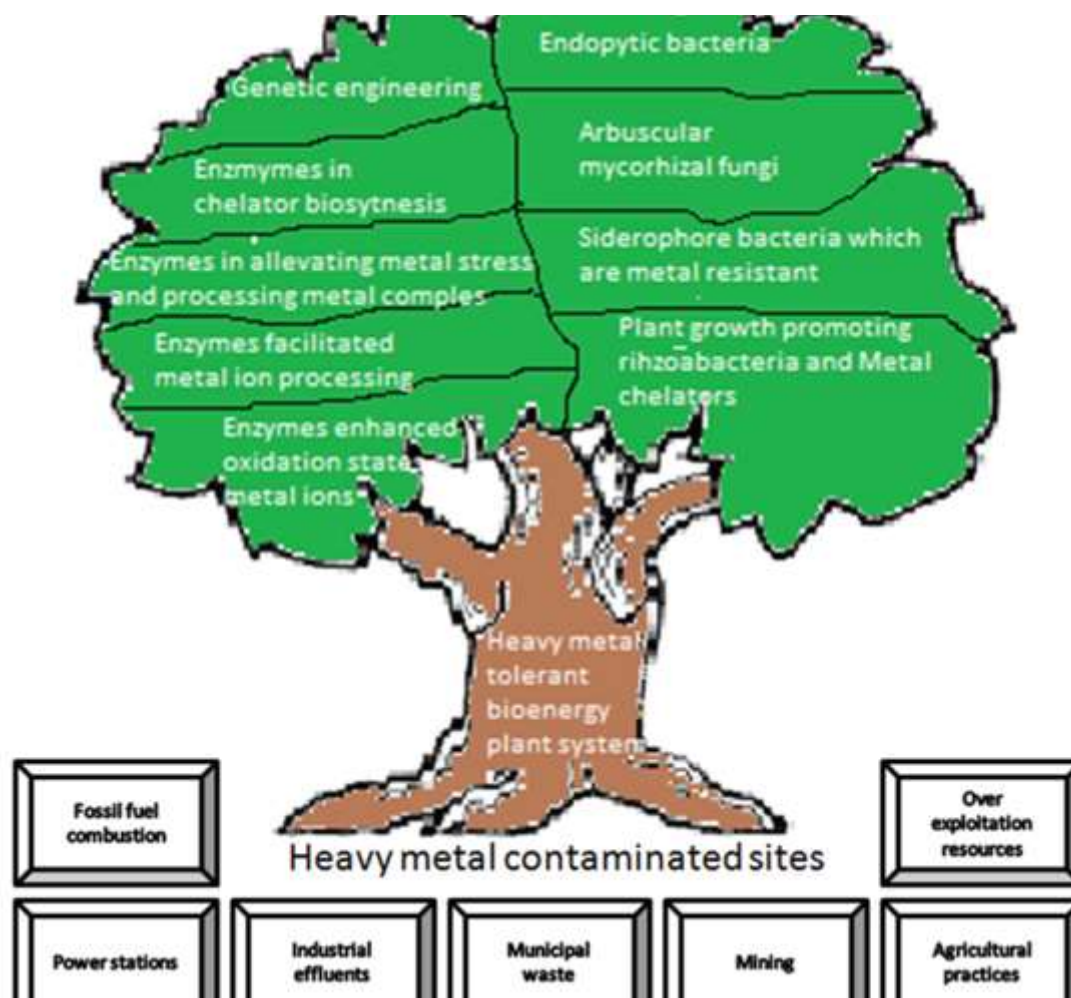 Endopytic bacteria
Genetic engineering
Arbuscular
mycorhizal fungi
Enzmymes in
chelator biosytnesis
Siderophore bacteria which
are metal resistant
Enzymes in allevating metal stress
and processing metal comples
Plant growth promoting
rihzoabacteria and Metal
chelators
Enzymes facilitated
metal ion processing
Enzymes enhanced
oxidation state
metal ions
Heavy metal
tolerant
bioenergy
plant system
Fossil fuel
combustion
Over
exploitation
resources
Heavy metal contaminated sites
Power stations
Industrial
effluents
Municipal
waste
Mining
Agricultural
practices